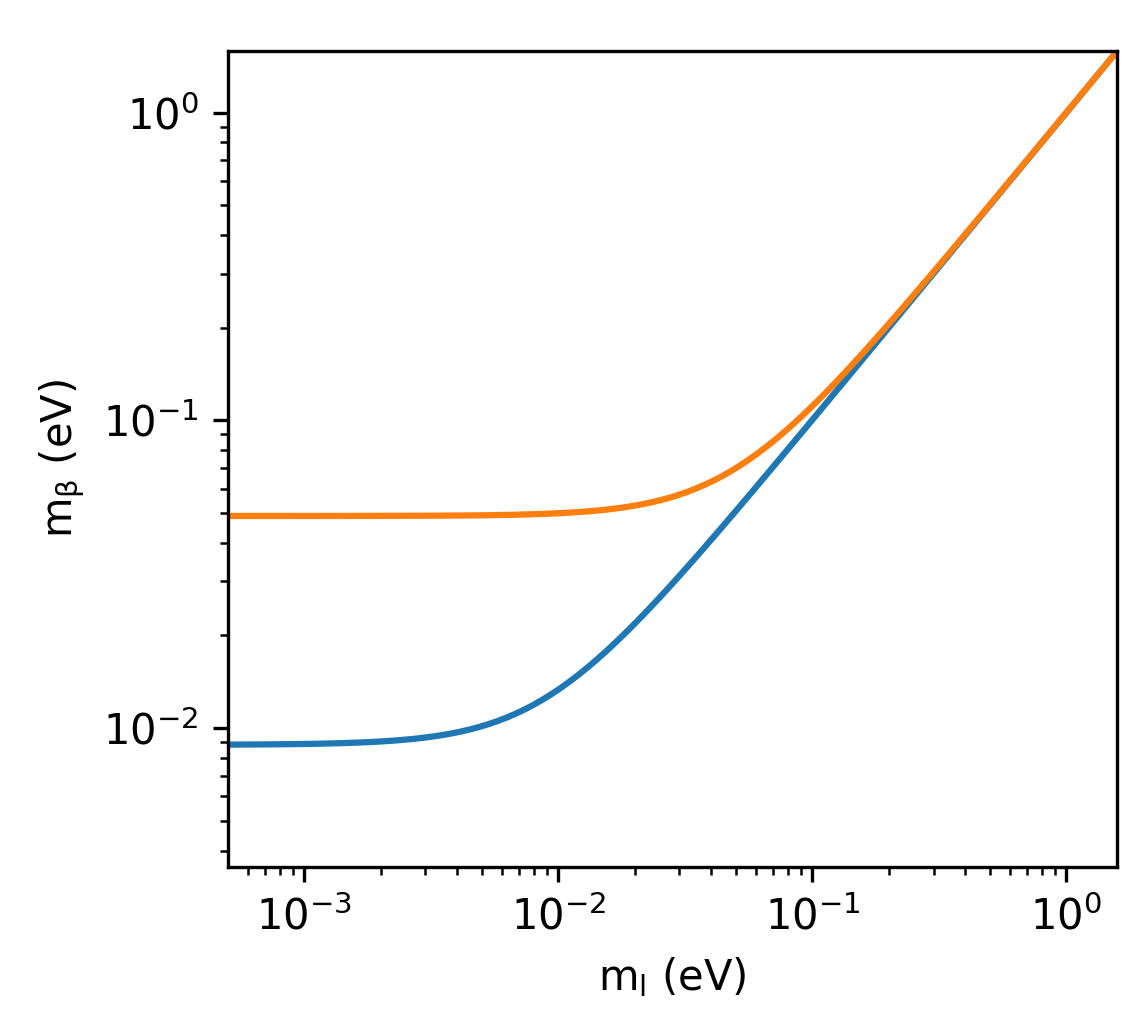 10⁰
10⁻¹
10⁻²
m_β (eV)
10⁻³ 10⁻² 10⁻¹ 10⁰
m_l (eV)